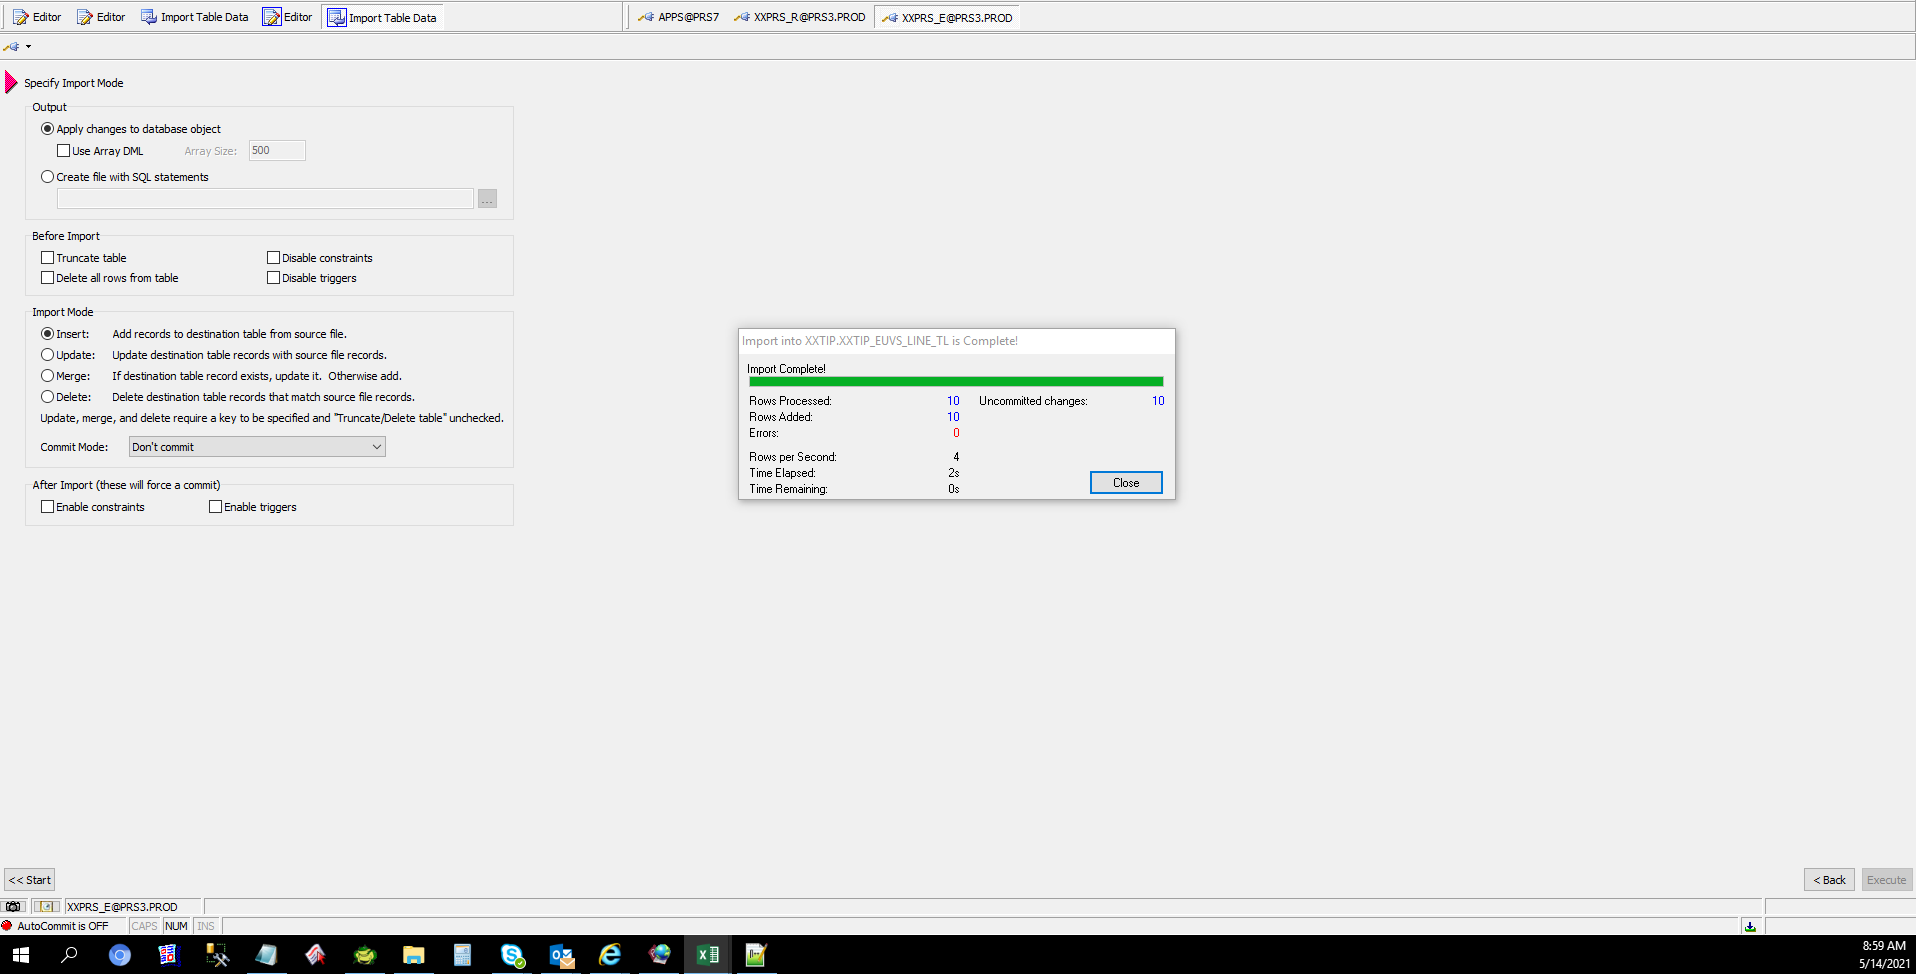 Editor Editor Import Table Data Editor Import Table Data APPS@PRS7 XXPRS_R@PRS3.PROD XXPRS_E@PRS3.PROD
Specify Import Mode
Output
Apply changes to database object
Use Array DML Array Size: 500
Create file with SQL statements
...
Before Import
Truncate table Disable constraints
Delete all rows from table Disable triggers
Import Mode
Insert: Add records to destination table from source file.
Update: Update destination table records with source file records.
Merge: If destination table record exists, update it. Otherwise add.
Delete: Delete destination table records that match source file records.
Update, merge, and delete require a key to be specified and "Truncate/Delete table" unchecked.
Commit Mode: Don't commit
After Import (these will force a commit)
Enable constraints Enable triggers
Import into XXTIP.XXTIP_EUVS_LINE_TL is Complete!
Import Complete!
Rows Processed: 10 Uncommitted changes: 10
Rows Added: 10
Errors: 0
Rows per Second: 4
Time Elapsed: 2s
Time Remaining: 0s
Close
<< Start < Back Execute
XXPRS_E@PRS3.PROD
AutoCommit is OFF CAPS NUM INS
8:59 AM
5/14/2021